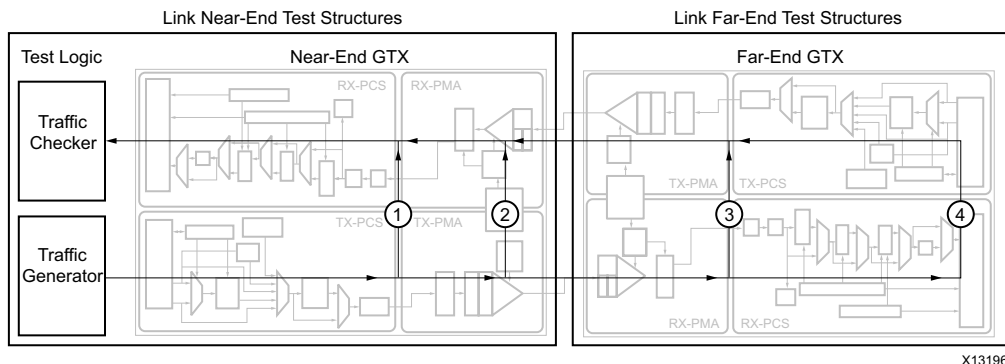 Link Near-End Test Structures
Link Far-End Test Structures
Test Logic
Near-End GTX
Far-End GTX
RX-PCS
RX-PMA
Traffic
Checker
TX-PMA
TX-PCS
1
2
3
4
TX-PCS
TX-PMA
Traffic
Generator
RX-PMA
RX-PCS
X13196